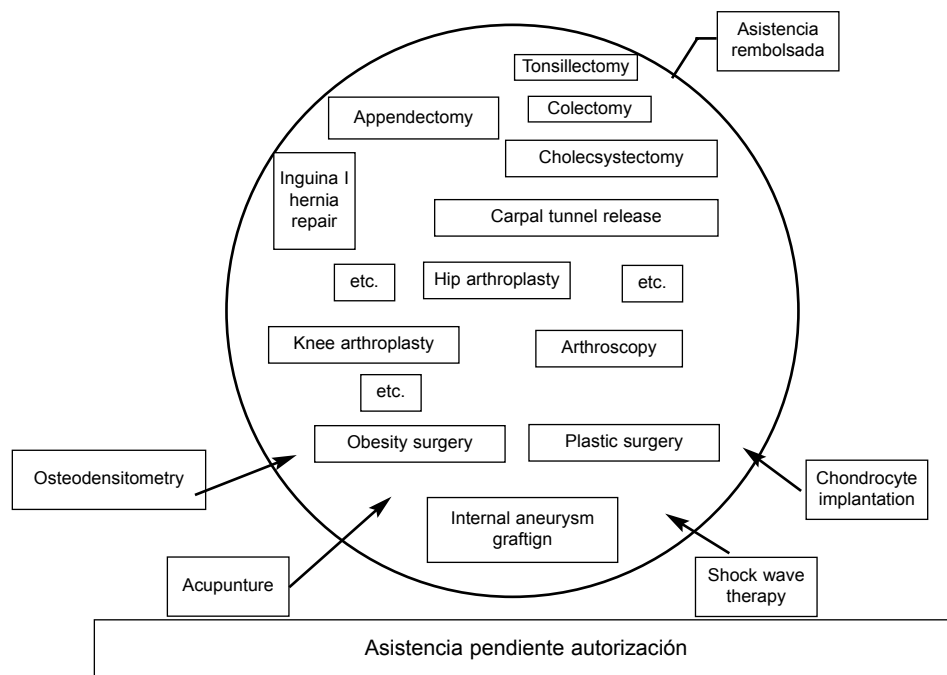 Asistencia
rembolsada
Tonsillectomy
Colectomy
Appendectomy
Cholecsystectomy
Inguina I
hernia
repair
Carpal tunnel release
etc.
Hip arthroplasty
etc.
Knee arthroplasty
Arthroscopy
etc.
Obesity surgery
Plastic surgery
Osteodensitometry
Chondrocyte
implantation
Internal aneurysm
graftign
Acupunture
Shock wave
therapy
Asistencia pendiente autorización